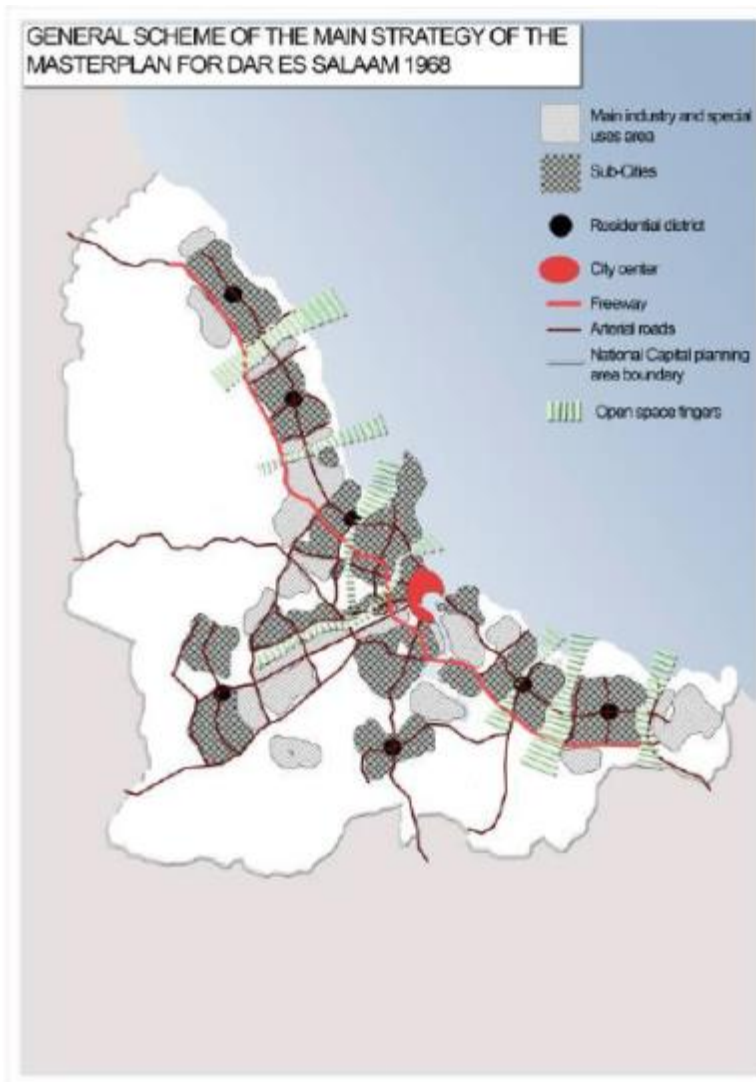 GENERAL SCHEME OF THE MAIN STRATEGY OF THE
MASTERPLAN FOR DAR ES SALAAM 1968
Main industry and special
uses area
Sub-Cities
Residential district
City center
Freeway
Arterial roads
National Capital planning
area boundary
Open space fingers